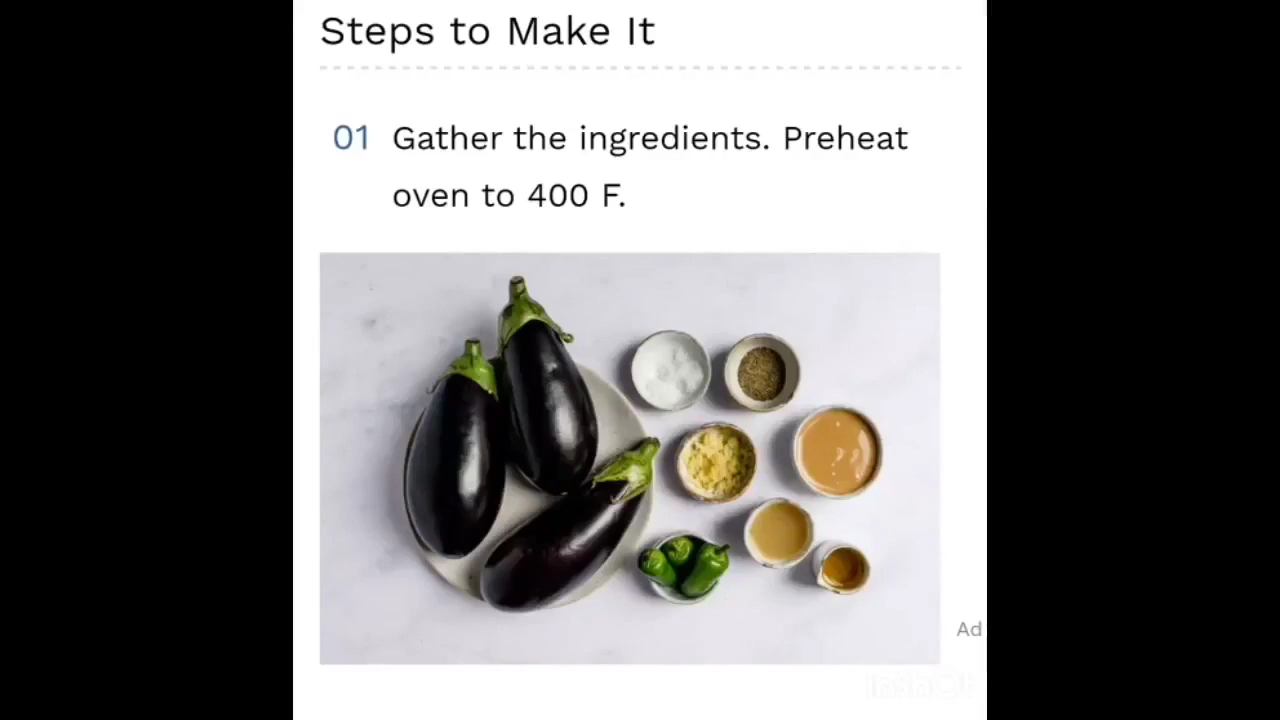 Steps to Make It
01 Gather the ingredients. Preheat
oven to 400 F.
Ad